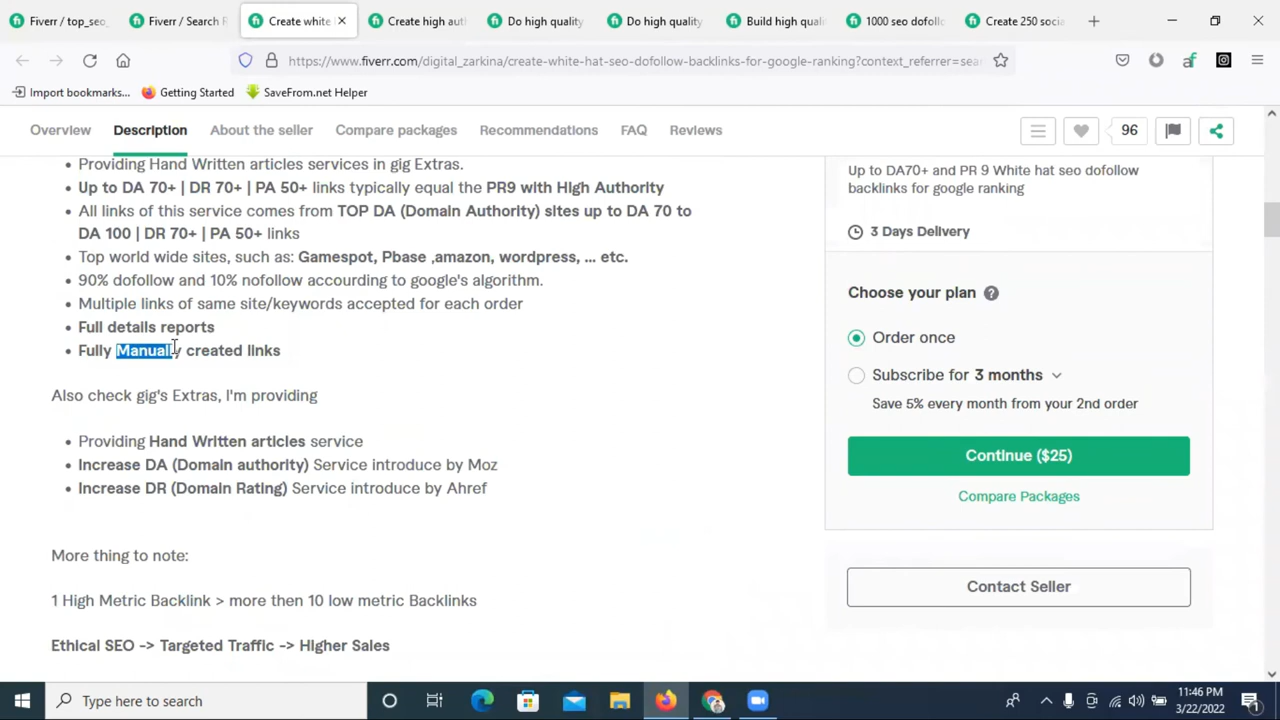 Fiverr / top_seo_
Fiverr / Search R
Create white
Create high aut
Do high quality
Do high quality
Build high quali
1000 seo dofollo
Create 250 socia
https://www.fiverr.com/digital_zarkina/create-white-hat-seo-dofollow-backlinks-for-google-ranking?context_referrer=sea
Import bookmarks...
Getting Started
SaveFrom.net Helper
Overview
Description
About the seller
Compare packages
Recommendations
FAQ
Reviews
96
Providing Hand Written articles services in gig Extras.
Up to DA 70+ | DR 70+ | PA 50+ links typically equal the PR9 with High Authority
All links of this service comes from TOP DA (Domain Authority) sites up to DA 70 to
DA 100 | DR 70+ | PA 50+ links
Top world wide sites, such as: Gamespot, Pbase ,amazon, wordpress, ... etc.
90% dofollow and 10% nofollow accourding to google's algorithm.
Multiple links of same site/keywords accepted for each order
Full details reports
Fully Manually created links
Also check gig's Extras, I'm providing
Providing Hand Written articles service
Increase DA (Domain authority) Service introduce by Moz
Increase DR (Domain Rating) Service introduce by Ahref
More thing to note:
1 High Metric Backlink > more then 10 low metric Backlinks
Ethical SEO -> Targeted Traffic -> Higher Sales
Up to DA70+ and PR 9 White hat seo dofollow
backlinks for google ranking
3 Days Delivery
Choose your plan
Order once
Subscribe for 3 months
Save 5% every month from your 2nd order
Continue ($25)
Compare Packages
Contact Seller
Type here to search
11:46 PM
3/22/2022